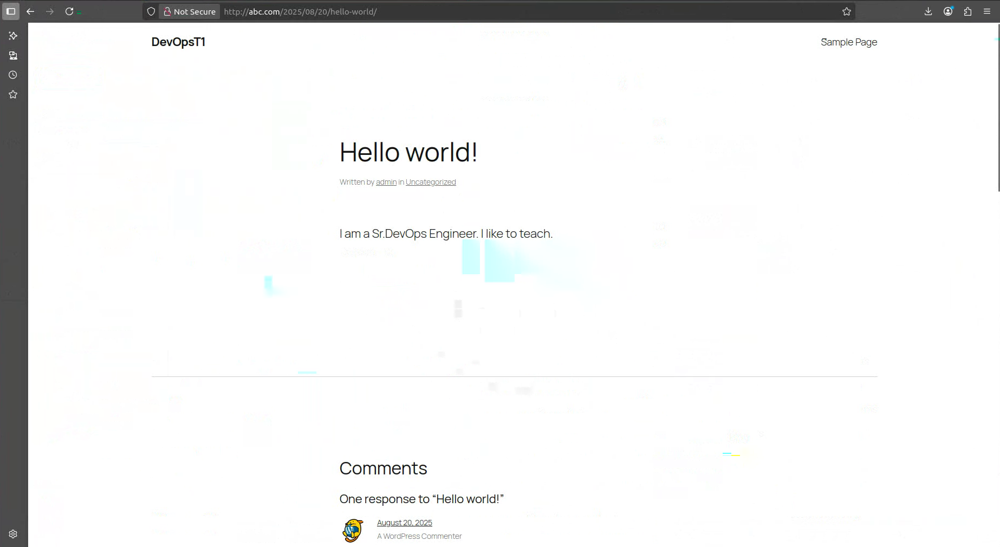 Not Secure http://abc.com/2025/08/20/hello-world/
DevOpsT1
Sample Page
Hello world!
Written by admin in Uncategorized
I am a Sr.DevOps Engineer. I like to teach.
Comments
One response to “Hello world!”
August 20, 2025
A WordPress Commenter